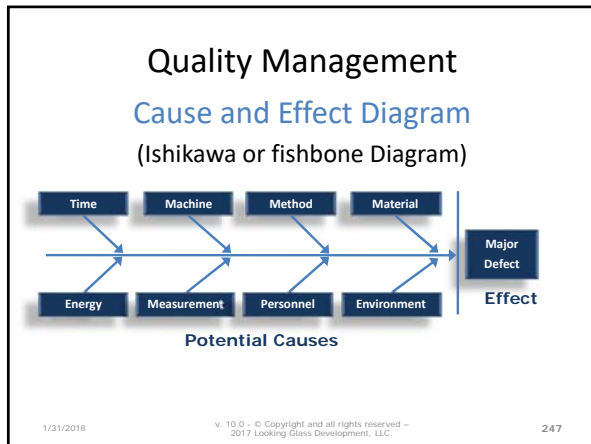 Quality Management
Cause and Effect Diagram
(Ishikawa or fishbone Diagram)
Time
Machine
Method
Material
Major
Defect
Energy
Measurement
Personnel
Environment
Effect
Potential Causes
1/31/2018
v. 10.0 - © Copyright and all rights reserved –
2017 Looking Glass Development, LLC.
247